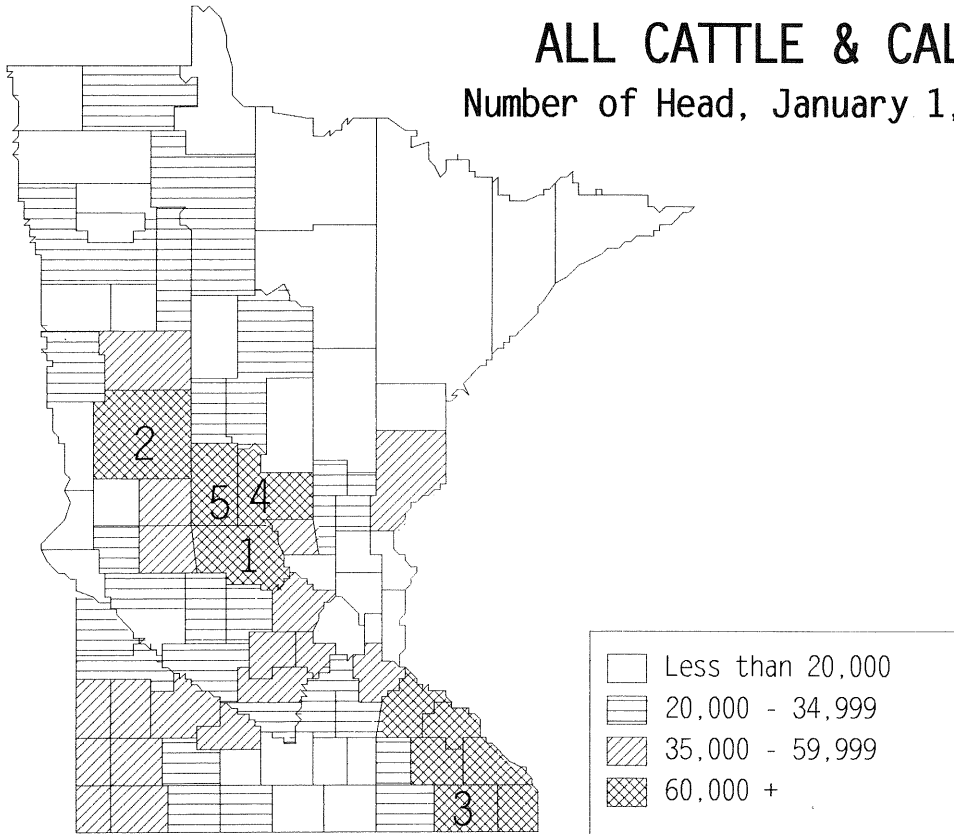 ALL CATTLE & CAL
Number of Head, January 1,
2
5
4
1
3
Less than 20,000
20,000 - 34,999
35,000 - 59,999
60,000 +